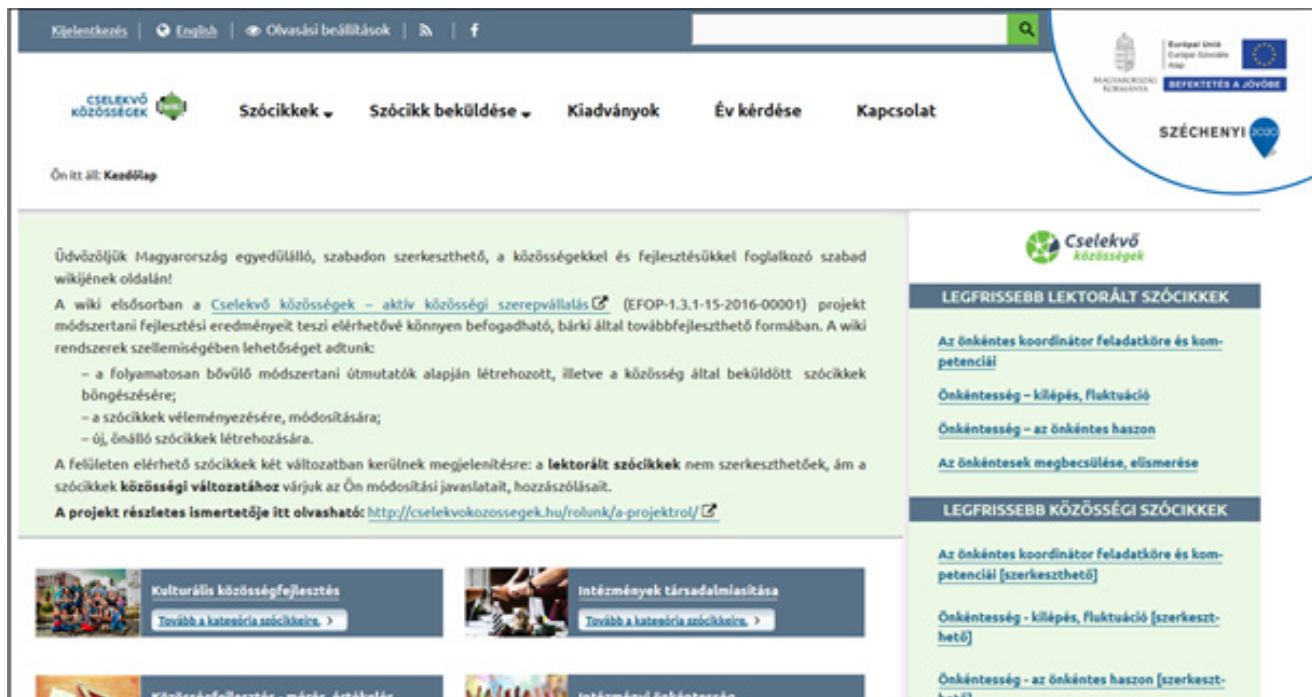 Kijelentkezés | English | Olvasási beállítások
Európai Unió
Európai Szociális
Alap
MAGYARORSZÁG
KORMÁNYA
BEFEKTETÉS A JÖVŐBE
SZÉCHENYI 2020
CSELEKVŐ
KÖZÖSSÉGEK
WIKI
Szócikkek Szócikk beküldése Kiadványok Év kérdése Kapcsolat
Ön itt áll: Kezdőlap
Üdvözöljük Magyarország egyedülálló, szabadon szerkeszthető, a közösségekkel és fejlesztésükkel foglalkozó szabad
wikijének oldalán!
A wiki elsősorban a Cselekvő közösségek – aktív közösségi szerepvállalás (EFOP-1.3.1-15-2016-00001) projekt
módszertani fejlesztési eredményeit teszi elérhetővé könnyen befogadható, bárki által továbbfejleszthető formában. A wiki
rendszerek szellemiségében lehetőséget adtunk:
– a folyamatosan bővülő módszertani útmutatók alapján létrehozott, illetve a közösség által beküldött szócikkek
böngészésére;
– a szócikkek véleményezésére, módosítására;
– új, önálló szócikkek létrehozására.
A felületen elérhető szócikkek két változatban kerülnek megjelenítésre: a lektorált szócikkek nem szerkeszthetőek, ám a
szócikkek közösségi változatához várjuk az Ön módosítási javaslatait, hozzászólásait.
A projekt részletes ismertetője itt olvasható: http://cselekvokozossegek.hu/rolunk/a-projektrol/
Kulturális közösségfejlesztés
Tovább a kategória szócikkeire. >
Intézmények társadalmiasítása
Tovább a kategória szócikkeire. >
Közösségfejlesztés - mérés, értékelés
Intézményi önkéntesség
Cselekvő
közösségek
LEGFRISSEBB LEKTORÁLT SZÓCIKKEK
Az önkéntes koordinátor feladatköre és kom-
petenciái
Önkéntesség – kilépés, fluktuáció
Önkéntesség – az önkéntes haszon
Az önkéntesek megbecsülése, elismerése
LEGFRISSEBB KÖZÖSSÉGI SZÓCIKKEK
Az önkéntes koordinátor feladatköre és kom-
petenciái [szerkeszthető]
Önkéntesség - kilépés, fluktuáció [szerkeszt-
hető]
Önkéntesség - az önkéntes haszon [szerkeszt-
hető]